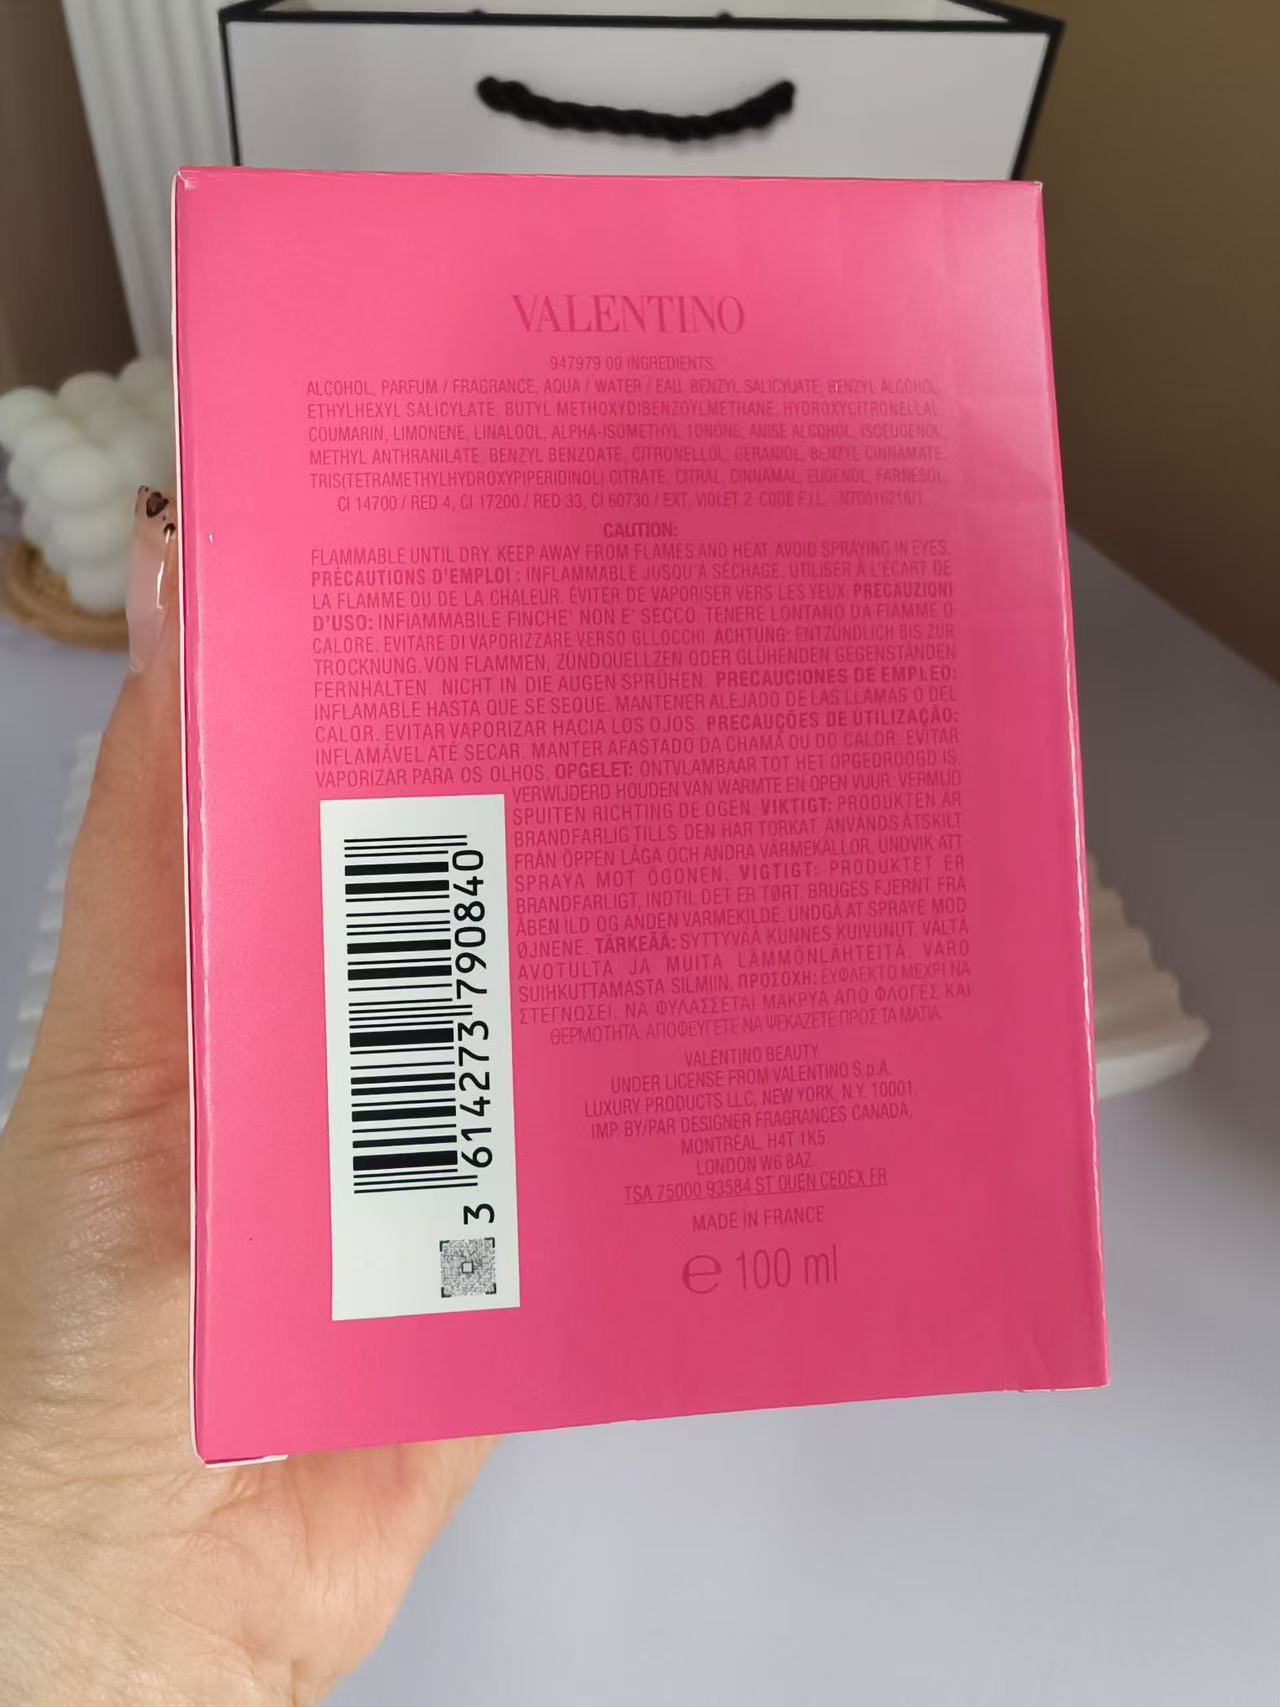 VALENTINO
947979 09 INGREDIENTS:
ALCOHOL, PARFUM / FRAGRANCE, AQUA / WATER / EAU, BENZYL SALICYUATE, BENZYL ALCOHOL,
ETHYLHEXYL SALICYLATE, BUTYL METHOXYDIBENZOYLMETHANE, HYDROXYCITRONELLAL,
COUMARIN, LIMONENE, LINALOOL, ALPHA-ISOMETHYL 1ONONE, ANISE ALCOHOL, ISOEUGENOL,
METHYL ANTHRANILATE, BENZYL BENZOATE, CITRONELLOL, GERANIOL, BENZYL CINNAMATE,
TRIS(TETRAMETHYLHYDROXYPIPERIDINOL) CITRATE, CITRAL, CINNAMAL, EUGENOL, FARNESOL,
CI 14700 / RED 4, CI 17200 / RED 33, CI 60730 / EXT. VIOLET 2. CODE F.I.L. : N70016216/1
CAUTION:
FLAMMABLE UNTIL DRY. KEEP AWAY FROM FLAMES AND HEAT. AVOID SPRAYING IN EYES.
PRÉCAUTIONS D'EMPLOI : INFLAMMABLE JUSQU'À SÉCHAGE. UTILISER À L'ÉCART DE
LA FLAMME OU DE LA CHALEUR. ÉVITER DE VAPORISER VERS LES YEUX. PRECAUZIONI
D'USO: INFIAMMABILE FINCHE' NON E' SECCO. TENERE LONTANO DA FIAMME O
CALORE. EVITARE DI VAPORIZZARE VERSO GLLOCCHI. ACHTUNG: ENTZÜNDLICH BIS ZUR
TROCKNUNG. VON FLAMMEN, ZÜNDQUELLZEN ODER GLÜHENDEN GEGENSTÄNDEN
FERNHALTEN. NICHT IN DIE AUGEN SPRÜHEN. PRECAUCIONES DE EMPLEO:
INFLAMABLE HASTA QUE SE SEQUE. MANTENER ALEJADO DE LAS LLAMAS O DEL
CALOR. EVITAR VAPORIZAR HACIA LOS OJOS. PRECAUÇÕES DE UTILIZAÇÃO:
INFLAMÁVEL ATÉ SECAR. MANTER AFASTADO DA CHAMA OU DO CALOR. EVITAR
VAPORIZAR PARA OS OLHOS. OPGELET: ONTVLAMBAAR TOT HET OPGEDROOGD IS.
VERWIJDERD HOUDEN VAN WARMTE EN OPEN VUUR. VERMIJD
SPUITEN RICHTING DE OGEN. VIKTIGT: PRODUKTEN ÄR
BRANDFARLIG TILLS DEN HAR TORKAT. ANVÄNDS ÅTSKILT
FRÅN ÖPPEN LÅGA OCH ANDRA VÄRMEKÄLLOR. UNDVIK ATT
SPRAYA MOT ÖGONEN. VIGTIGT: PRODUKTET ER
BRANDFARLIGT, INDTIL DET ER TØRT. BRUGES FJERNT FRA
ÅBEN ILD OG ANDEN VARMEKILDE. UNDGÅ AT SPRAYE MOD
ØJNENE. TÄRKEÄÄ: SYTTYVÄÄ KUNNES KUIVUNUT. VÄLTÄ
AVOTULTA JA MUITA LÄMMÖNLÄHTEITÄ. VARO
SUIHKUTTAMASTA SILMIIN. ΠΡΟΣΟΧΗ: ΕΥΦΛΕΚΤΟ ΜΕΧΡΙ ΝΑ
ΣΤΕΓΝΩΣΕΙ. ΝΑ ΦΥΛΑΣΣΕΤΑΙ ΜΑΚΡΥΑ ΑΠΟ ΦΛΟΓΕΣ ΚΑΙ
ΘΕΡΜΟΤΗΤΑ. ΑΠΟΦΕΥΓΕΤΕ ΝΑ ΨΕΚΑΖΕΤΕ ΠΡΟΣ ΤΑ ΜΑΤΙΑ.
VALENTINO BEAUTY
UNDER LICENSE FROM VALENTINO S.p.A.
LUXURY PRODUCTS LLC, NEW YORK, N.Y. 10001.
IMP. BY/PAR DESIGNER FRAGRANCES CANADA,
MONTRÉAL, H4T 1K5.
LONDON W6 8AZ.
TSA 75000 93584 ST OUEN CEDEX FR
MADE IN FRANCE
e 100 ml
3 614273 790840